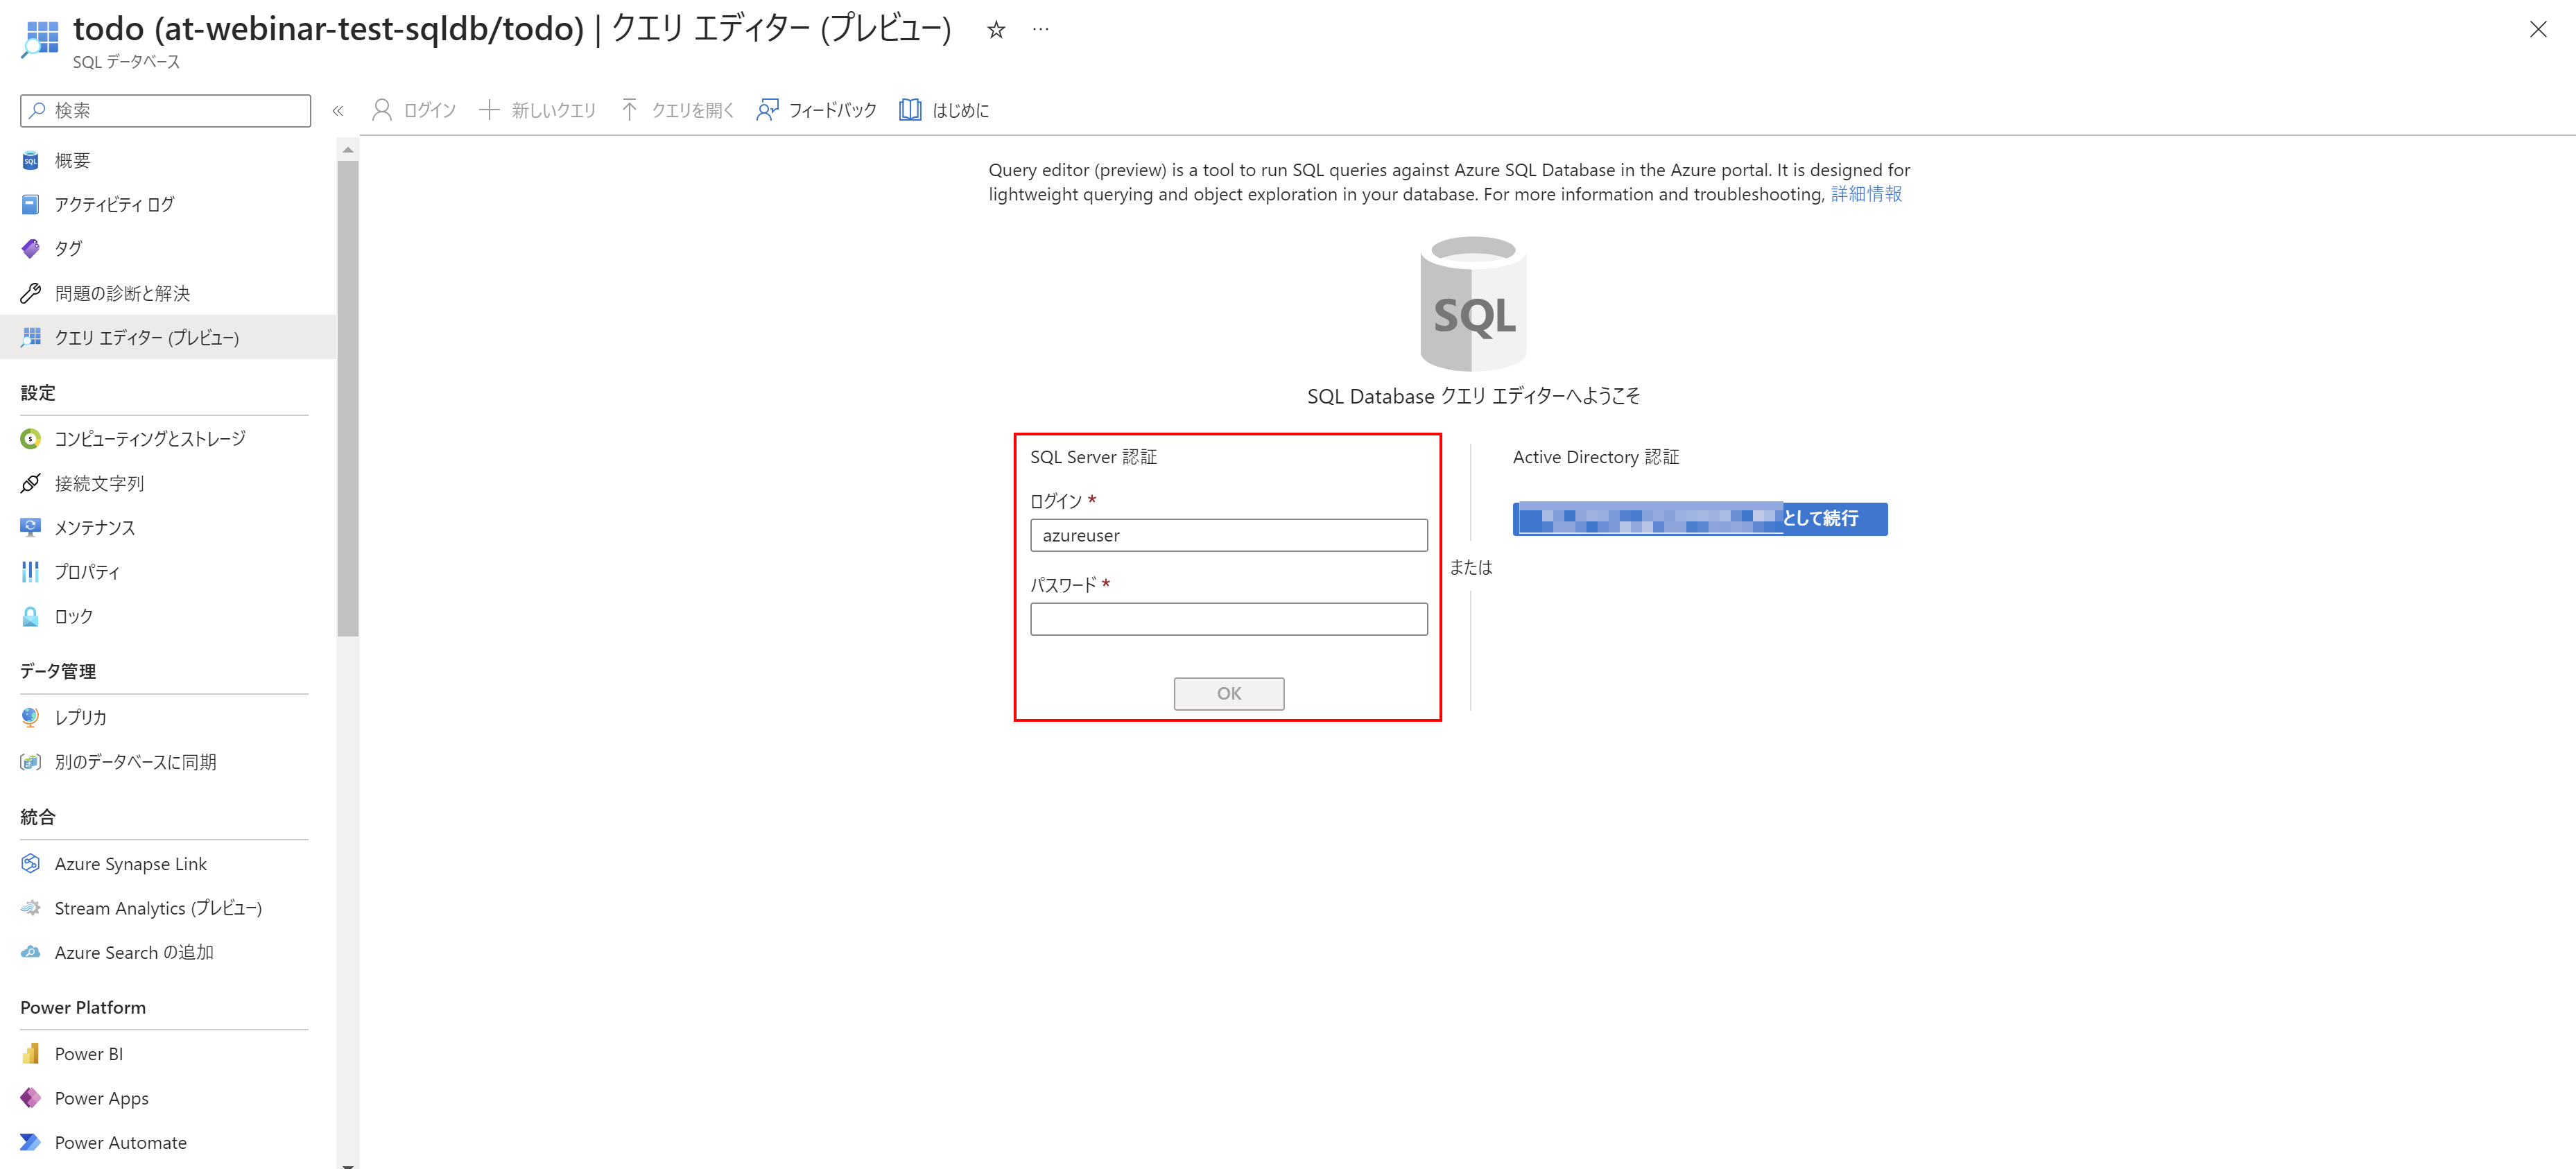 todo (at-webinar-test-sqldb/todo) | クエリ エディター (プレビュー) ☆ ···
SQL データベース
検索
«
ログイン
新しいクエリ
クエリを開く
フィードバック
はじめに
概要
アクティビティ ログ
タグ
問題の診断と解決
クエリ エディター (プレビュー)
設定
コンピューティングとストレージ
接続文字列
メンテナンス
プロパティ
ロック
データ管理
レプリカ
別のデータベースに同期
統合
Azure Synapse Link
Stream Analytics (プレビュー)
Azure Search の追加
Power Platform
Power BI
Power Apps
Power Automate
Query editor (preview) is a tool to run SQL queries against Azure SQL Database in the Azure portal. It is designed for
lightweight querying and object exploration in your database. For more information and troubleshooting, 詳細情報
SQL
SQL Database クエリ エディターへようこそ
SQL Server 認証
ログイン *
azureuser
パスワード *
OK
または
Active Directory 認証
として続行